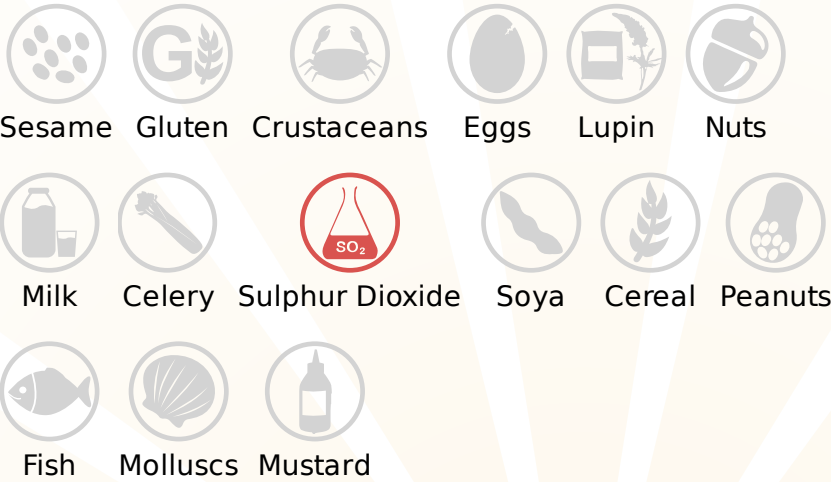 G
Sesame Gluten Crustaceans Eggs Lupin Nuts
SO₂
Milk Celery Sulphur Dioxide Soya Cereal Peanuts
Fish Molluscs Mustard